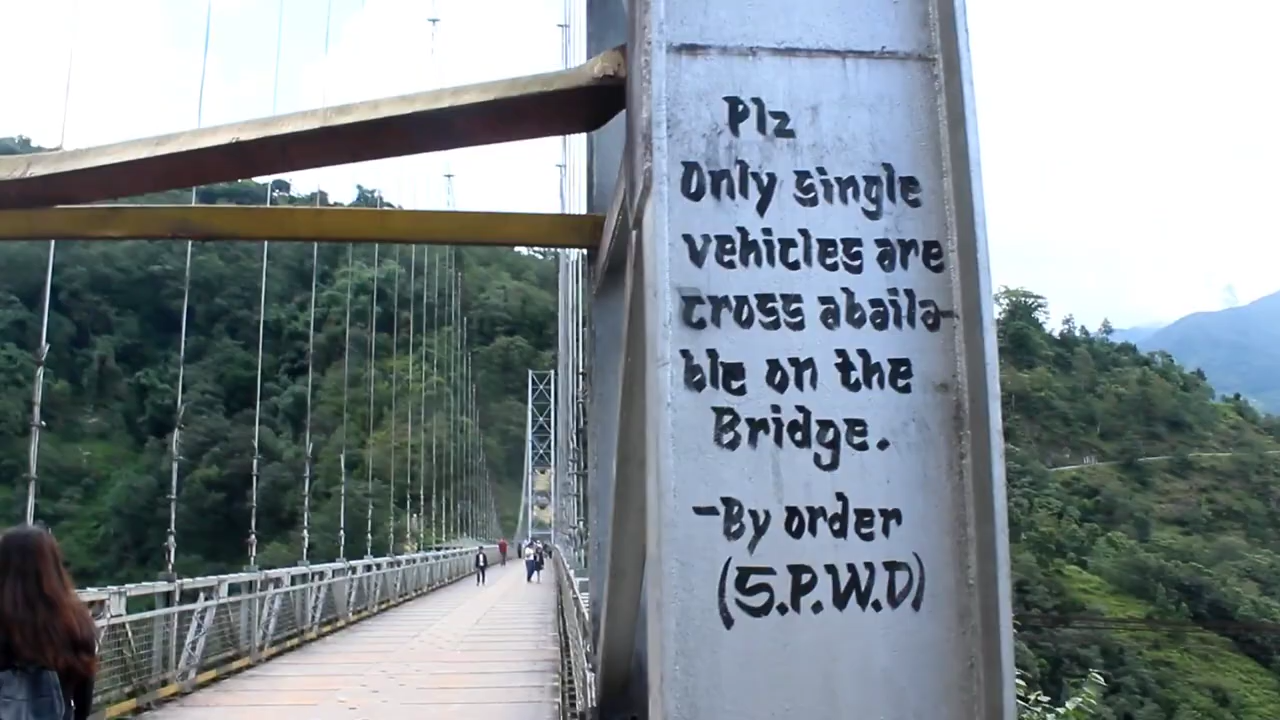 Plz
Only single
vehicles are
cross abaila-
ble on the
Bridge.
-By order
(S.P.W.D)